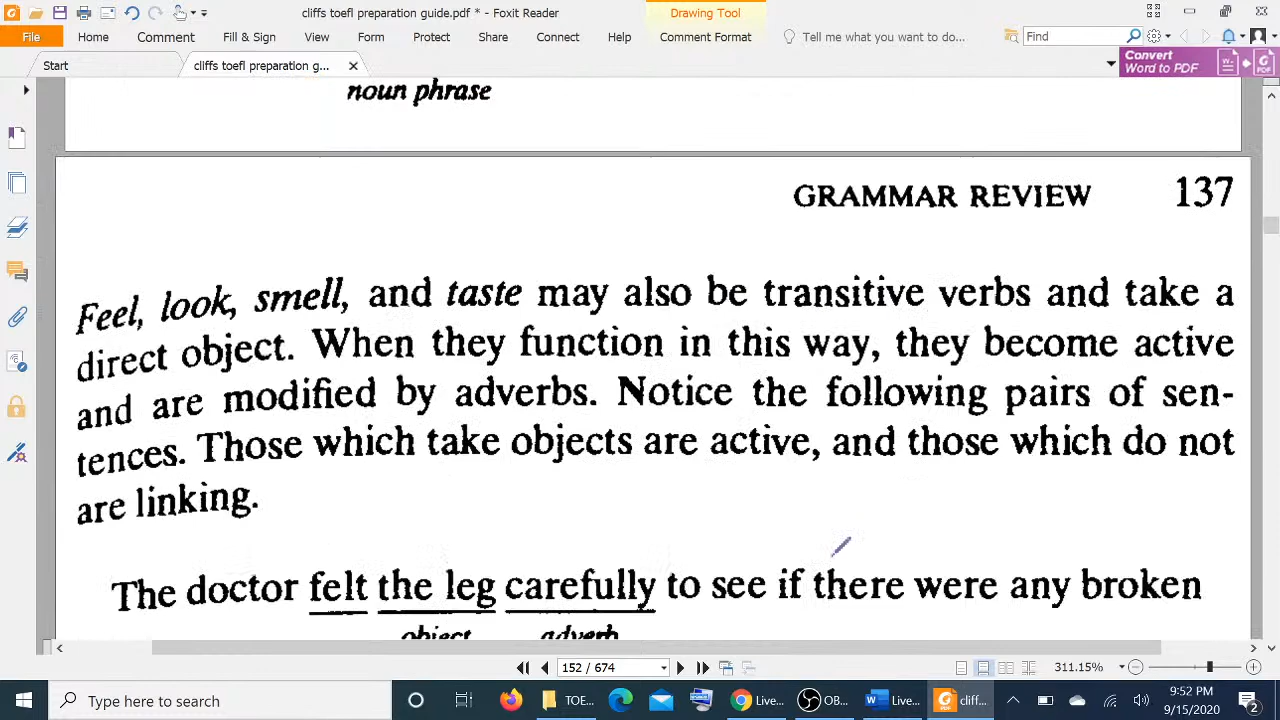 cliffs toefl preparation guide.pdf * - Foxit Reader
Drawing Tool
File Home Comment Fill & Sign View Form Protect Share Connect Help Comment Format Tell me what you want to do... Find
Start cliffs toefl preparation g...
Convert
Word to PDF
noun phrase
GRAMMAR REVIEW 137
Feel, look, smell, and taste may also be transitive verbs and take a
direct object. When they function in this way, they become active
and are modified by adverbs. Notice the following pairs of sen-
tences. Those which take objects are active, and those which do not
are linking.
The doctor felt the leg carefully to see if there were any broken
object adverb
152 / 674 311.15%
Type here to search
TOE... Live... OB... Live... cliff...
9:52 PM
9/15/2020
2